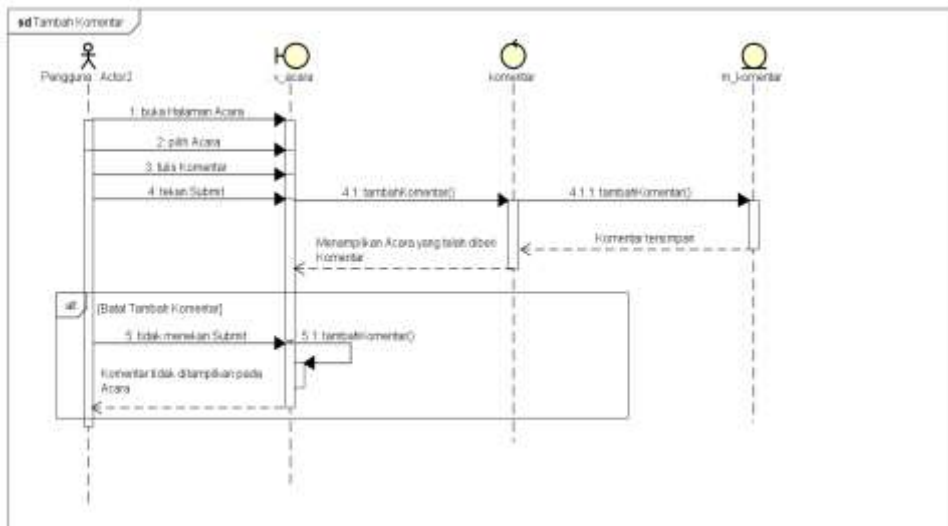 sd Tambah Komentar
Pengguna : Actor2
v_acara
komentar
m_komentar
1: buka Halaman Acara
2: pilih Acara
3: tulis Komentar
4: tekan Submit
4.1: tambahKomentar()
4.1.1: tambahKomentar()
Komentar tersimpan
Menampilkan Acara yang telah diberi
Komentar
alt
[Batal Tambah Komentar]
5: tidak menekan Submit
5.1: tambahKomentar()
Komentar tidak ditampilkan pada
Acara